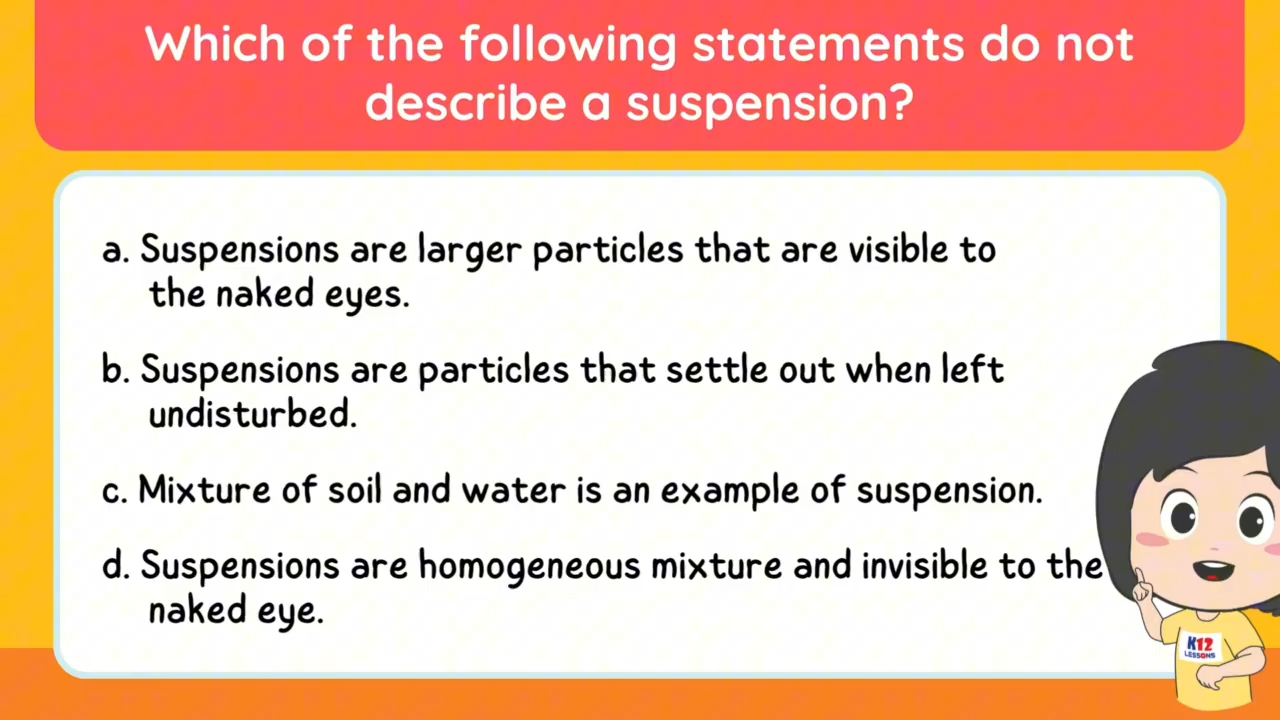 Which of the following statements do not
describe a suspension?
a. Suspensions are larger particles that are visible to
the naked eyes.
b. Suspensions are particles that settle out when left
undisturbed.
c. Mixture of soil and water is an example of suspension.
d. Suspensions are homogeneous mixture and invisible to the
naked eye.
K12
LESSONS